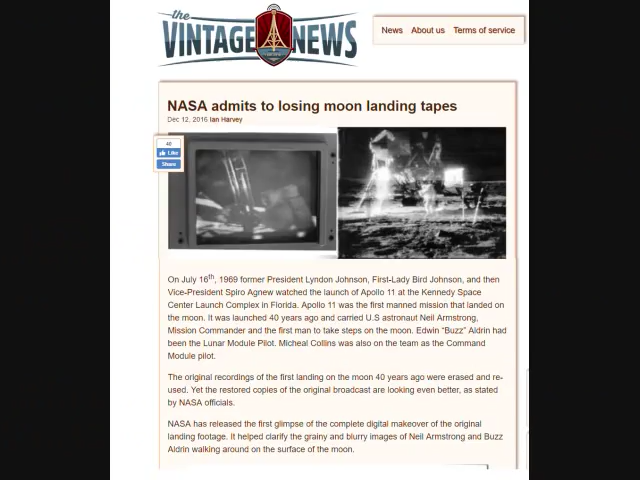 the
VINTAGE NEWS
News About us Terms of service
NASA admits to losing moon landing tapes
Dec 12, 2016 Ian Harvey
40
Like
Share
On July 16th, 1969 former President Lyndon Johnson, First-Lady Bird Johnson, and then
Vice-President Spiro Agnew watched the launch of Apollo 11 at the Kennedy Space
Center Launch Complex in Florida. Apollo 11 was the first manned mission that landed on
the moon. It was launched 40 years ago and carried U.S astronaut Neil Armstrong,
Mission Commander and the first man to take steps on the moon. Edwin “Buzz” Aldrin had
been the Lunar Module Pilot. Micheal Collins was also on the team as the Command
Module pilot.
The original recordings of the first landing on the moon 40 years ago were erased and re-
used. Yet the restored copies of the original broadcast are looking even better, as stated
by NASA officials.
NASA has released the first glimpse of the complete digital makeover of the original
landing footage. It helped clarify the grainy and blurry images of Neil Armstrong and Buzz
Aldrin walking around on the surface of the moon.